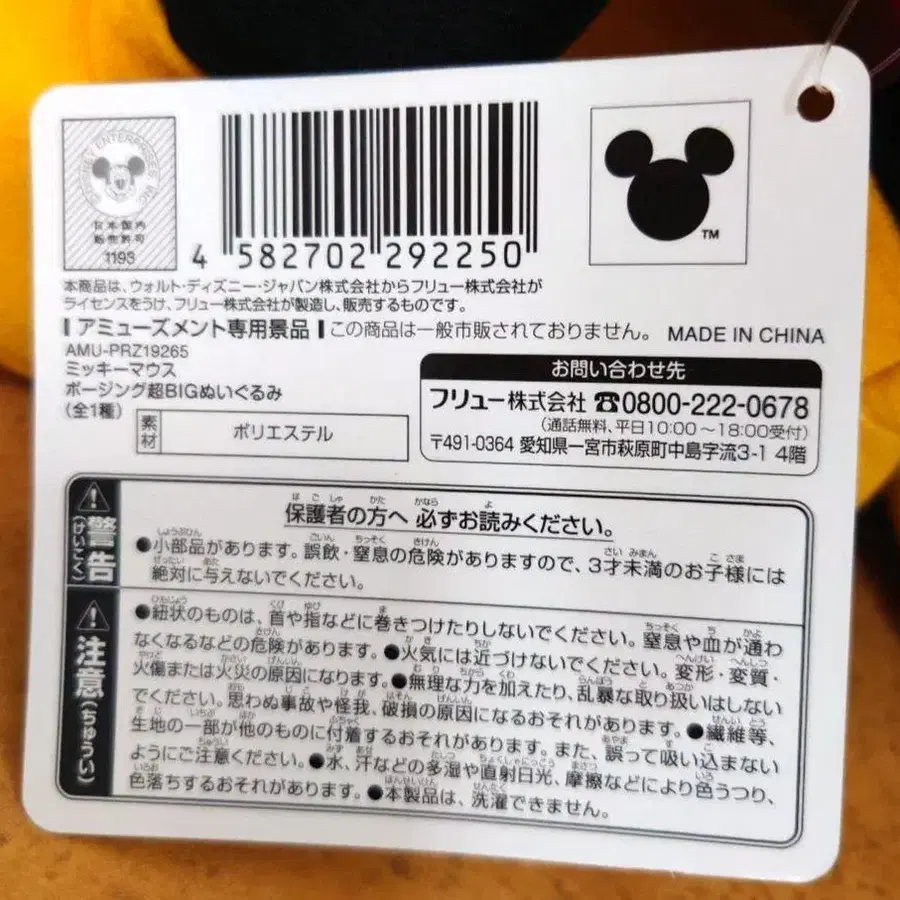 DISNEY ENTERPRISES, INC.
日本国内
販売許可
1193
4 582702 292250
TM
本商品は、ウォルト・ディズニー・ジャパン株式会社からフリュー株式会社が
ライセンスをうけ、フリュー株式会社が製造し、販売するものです。
アミューズメント専用景品 この商品は一般市販されておりません。 MADE IN CHINA
AMU-PRZ19265
ミッキーマウス
ポージング超BIGぬいぐるみ
(全1種)
素材 ポリエステル
お問い合わせ先
フリュー株式会社 ☎0800-222-0678
(通話無料、平日10:00~18:00受付)
〒491-0364 愛知県一宮市萩原町中島字流3-1 4階
警告(けいこく)
保護者の方へ 必ずお読みください。
●小部品があります。誤飲・窒息の危険がありますので、3才未満のお子様には
絶対に与えないでください。
注意(ちゅうい)
●紐状のものは、首や指などに巻きつけたりしないでください。窒息や血が通わ
なくなるなどの危険があります。●火気には近づけないでください。変形・変質・
火傷または火災の原因になります。●無理な力を加えたり、乱暴な取り扱いはしない
でください。思わぬ事故や怪我、破損の原因になるおそれがあります。●繊維等、
生地の一部が他のものに付着するおそれがあります。また、誤って吸い込まない
ようにご注意ください。●水、汗などの多湿や直射日光、摩擦などにより色うつり、
色落ちするおそれがあります。●本製品は、洗濯できません。